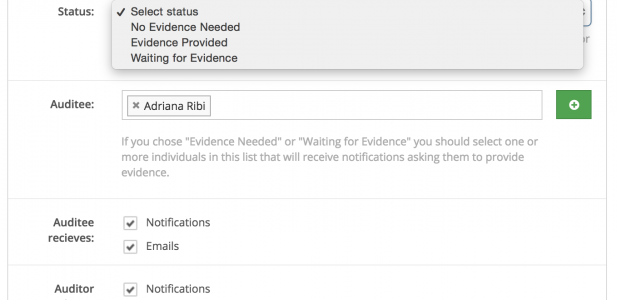 Status:
✓ Select status
No Evidence Needed
Evidence Provided
Waiting for Evidence
or
Auditee:
× Adriana Ribi
If you chose "Evidence Needed" or "Waiting for Evidence" you should select one or
more individuals in this list that will receive notifications asking them to provide
evidence.
Auditee
recieves:
Notifications
Emails
Auditor
Notifications